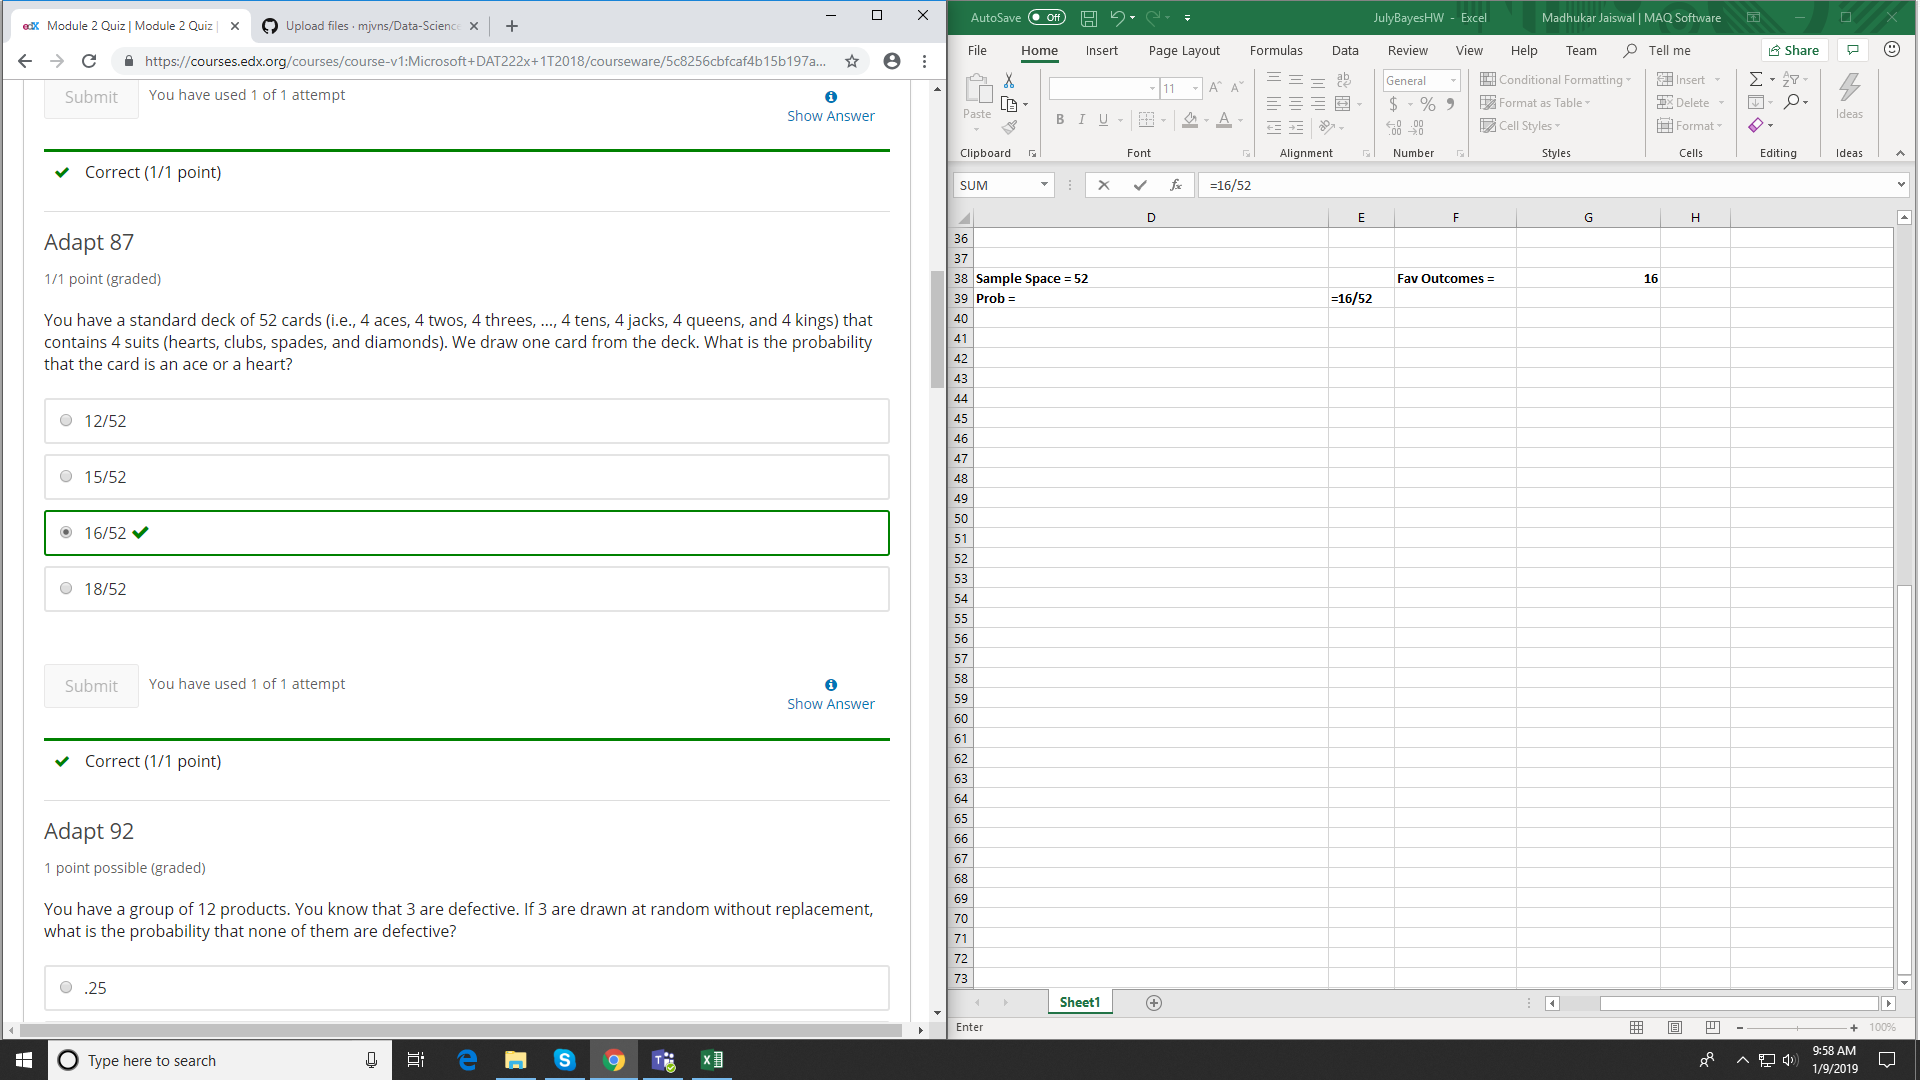 edX Module 2 Quiz | Module 2 Quiz |
Upload files · mjvns/Data-Science
https://courses.edx.org/courses/course-v1:Microsoft+DAT222x+1T2018/courseware/5c8256cbfcaf4b15b197a...
Submit
You have used 1 of 1 attempt
Show Answer
Correct (1/1 point)
Adapt 87
1/1 point (graded)
You have a standard deck of 52 cards (i.e., 4 aces, 4 twos, 4 threes, ..., 4 tens, 4 jacks, 4 queens, and 4 kings) that
contains 4 suits (hearts, clubs, spades, and diamonds). We draw one card from the deck. What is the probability
that the card is an ace or a heart?
12/52
15/52
16/52
18/52
Submit
You have used 1 of 1 attempt
Show Answer
Correct (1/1 point)
Adapt 92
1 point possible (graded)
You have a group of 12 products. You know that 3 are defective. If 3 are drawn at random without replacement,
what is the probability that none of them are defective?
.25
AutoSave Off
JulyBayesHW - Excel
Madhukar Jaiswal | MAQ Software
File Home Insert Page Layout Formulas Data Review View Help Team Tell me Share
Paste
11
B I U
General
$ % 9
Conditional Formatting
Format as Table
Cell Styles
Insert
Delete
Format
Ideas
Clipboard Font Alignment Number Styles Cells Editing Ideas
SUM
fx
=16/52
D E F G H
36
37
38 Sample Space = 52 Fav Outcomes = 16
39 Prob = =16/52
40
41
42
43
44
45
46
47
48
49
50
51
52
53
54
55
56
57
58
59
60
61
62
63
64
65
66
67
68
69
70
71
72
73
Sheet1
Enter
100%
Type here to search
9:58 AM
1/9/2019